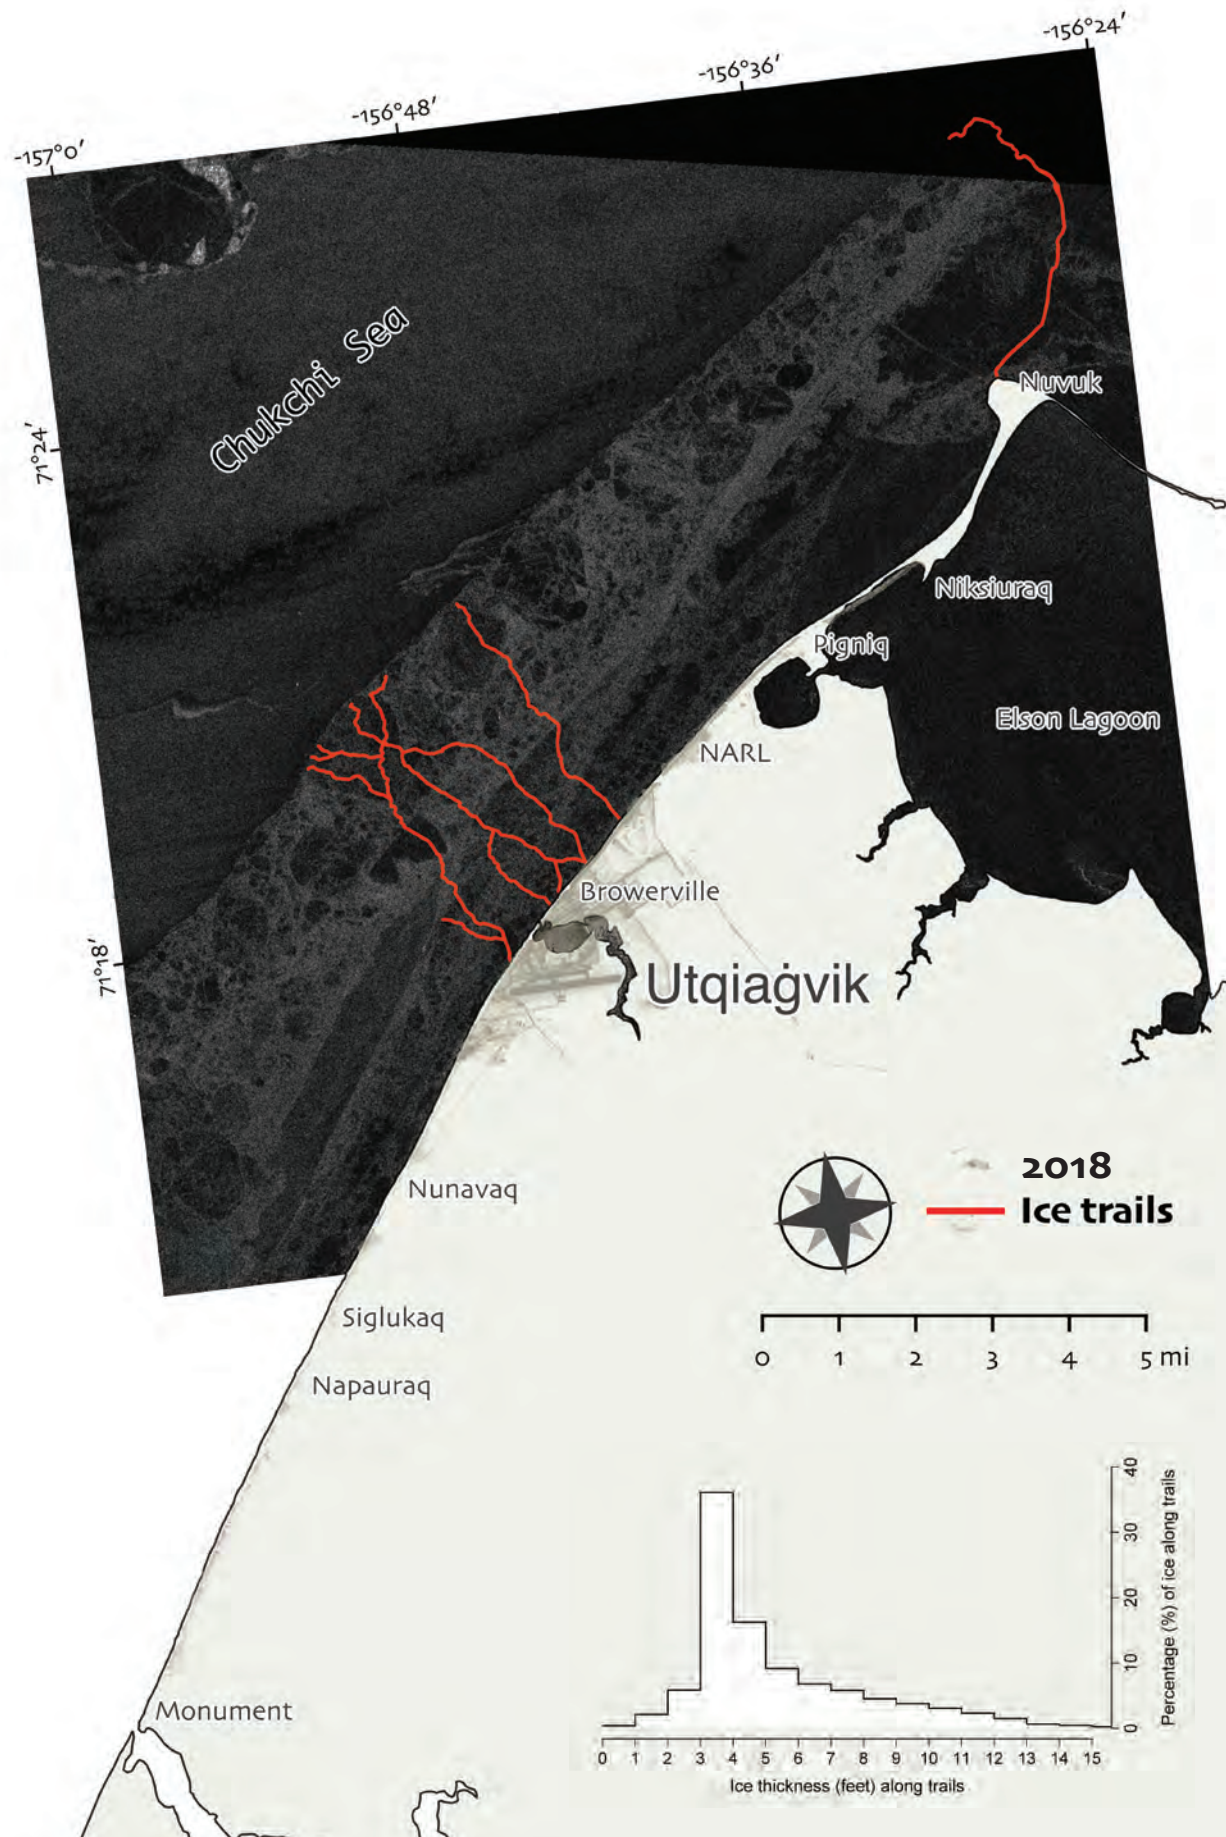 -156°24′
-156°36′
-156°48′
-157°0′
Chukchi Sea
71°24′
Nuvuk
Niksiuraq
Pigniq
Elson Lagoon
NARL
Browerville
71°18′
Utqiaġvik
Nunavaq
2018
Ice trails
Siglukaq
0 1 2 3 4 5 mi
Napauraq
Monument
40
30
20
10
0
Percentage (%) of ice along trails
0 1 2 3 4 5 6 7 8 9 10 11 12 13 14 15
Ice thickness (feet) along trails